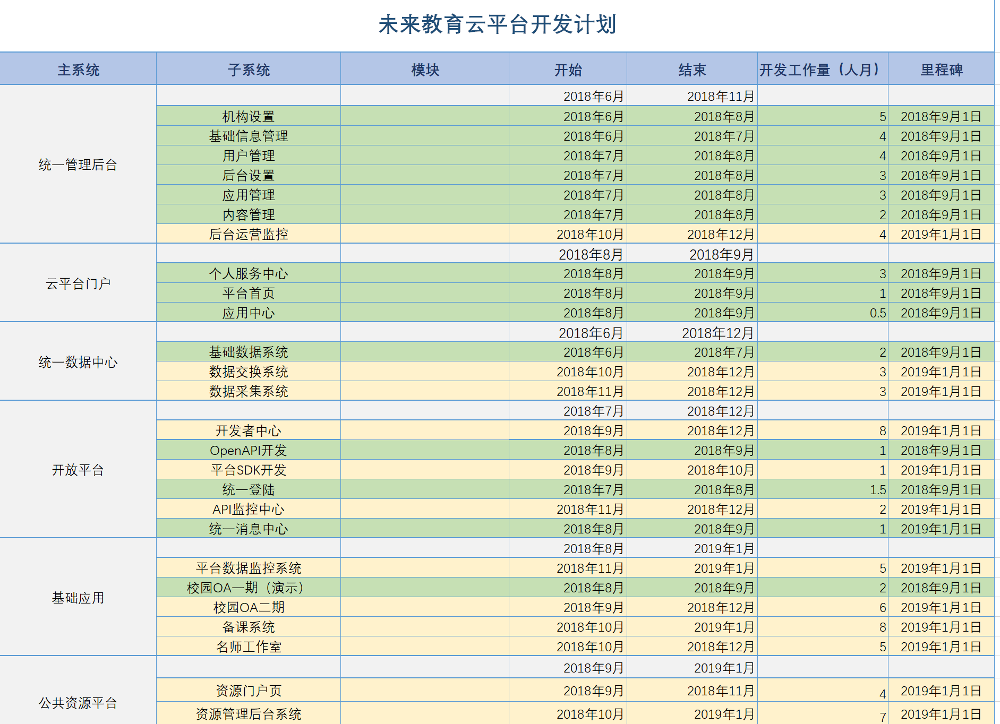 未来教育云平台开发计划
主系统 子系统 模块 开始 结束 开发工作量（人月） 里程碑
统一管理后台
2018年6月 2018年11月
机构设置 2018年6月 2018年8月 5 2018年9月1日
基础信息管理 2018年6月 2018年7月 4 2018年9月1日
用户管理 2018年7月 2018年8月 4 2018年9月1日
后台设置 2018年7月 2018年8月 3 2018年9月1日
应用管理 2018年7月 2018年8月 3 2018年9月1日
内容管理 2018年7月 2018年8月 2 2018年9月1日
后台运营监控 2018年10月 2018年12月 4 2019年1月1日
云平台门户
2018年8月 2018年9月
个人服务中心 2018年8月 2018年9月 3 2018年9月1日
平台首页 2018年8月 2018年9月 1 2018年9月1日
应用中心 2018年8月 2018年9月 0.5 2018年9月1日
统一数据中心
2018年6月 2018年12月
基础数据系统 2018年6月 2018年7月 2 2018年9月1日
数据交换系统 2018年10月 2018年12月 3 2019年1月1日
数据采集系统 2018年11月 2018年12月 3 2019年1月1日
开放平台
2018年7月 2018年12月
开发者中心 2018年9月 2018年12月 8 2019年1月1日
OpenAPI开发 2018年8月 2018年9月 1 2018年9月1日
平台SDK开发 2018年9月 2018年10月 1 2019年1月1日
统一登陆 2018年7月 2018年8月 1.5 2018年9月1日
API监控中心 2018年11月 2018年12月 2 2019年1月1日
统一消息中心 2018年8月 2018年9月 1 2019年1月1日
基础应用
2018年8月 2019年1月
平台数据监控系统 2018年11月 2019年1月 5 2019年1月1日
校园OA一期（演示） 2018年8月 2018年9月 2 2018年9月1日
校园OA二期 2018年9月 2018年12月 6 2019年1月1日
备课系统 2018年10月 2019年1月 8 2019年1月1日
名师工作室 2018年10月 2018年12月 5 2019年1月1日
公共资源平台
2018年9月 2019年1月
资源门户页 2018年9月 2018年11月 4 2019年1月1日
资源管理后台系统 2018年10月 2019年1月 7 2019年1月1日